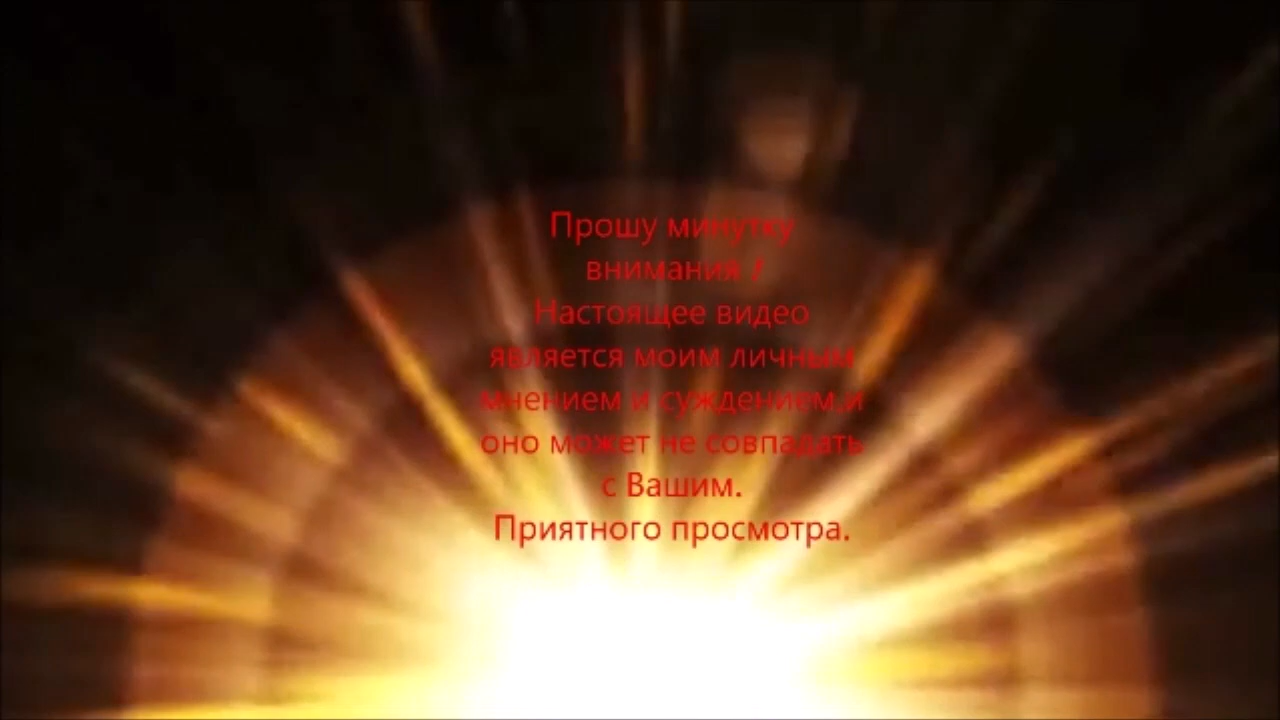 Прошу минутку
внимания !
Настоящее видео
является моим личным
мнением и суждением,и
оно может не совпадать
с Вашим.
Приятного просмотра.